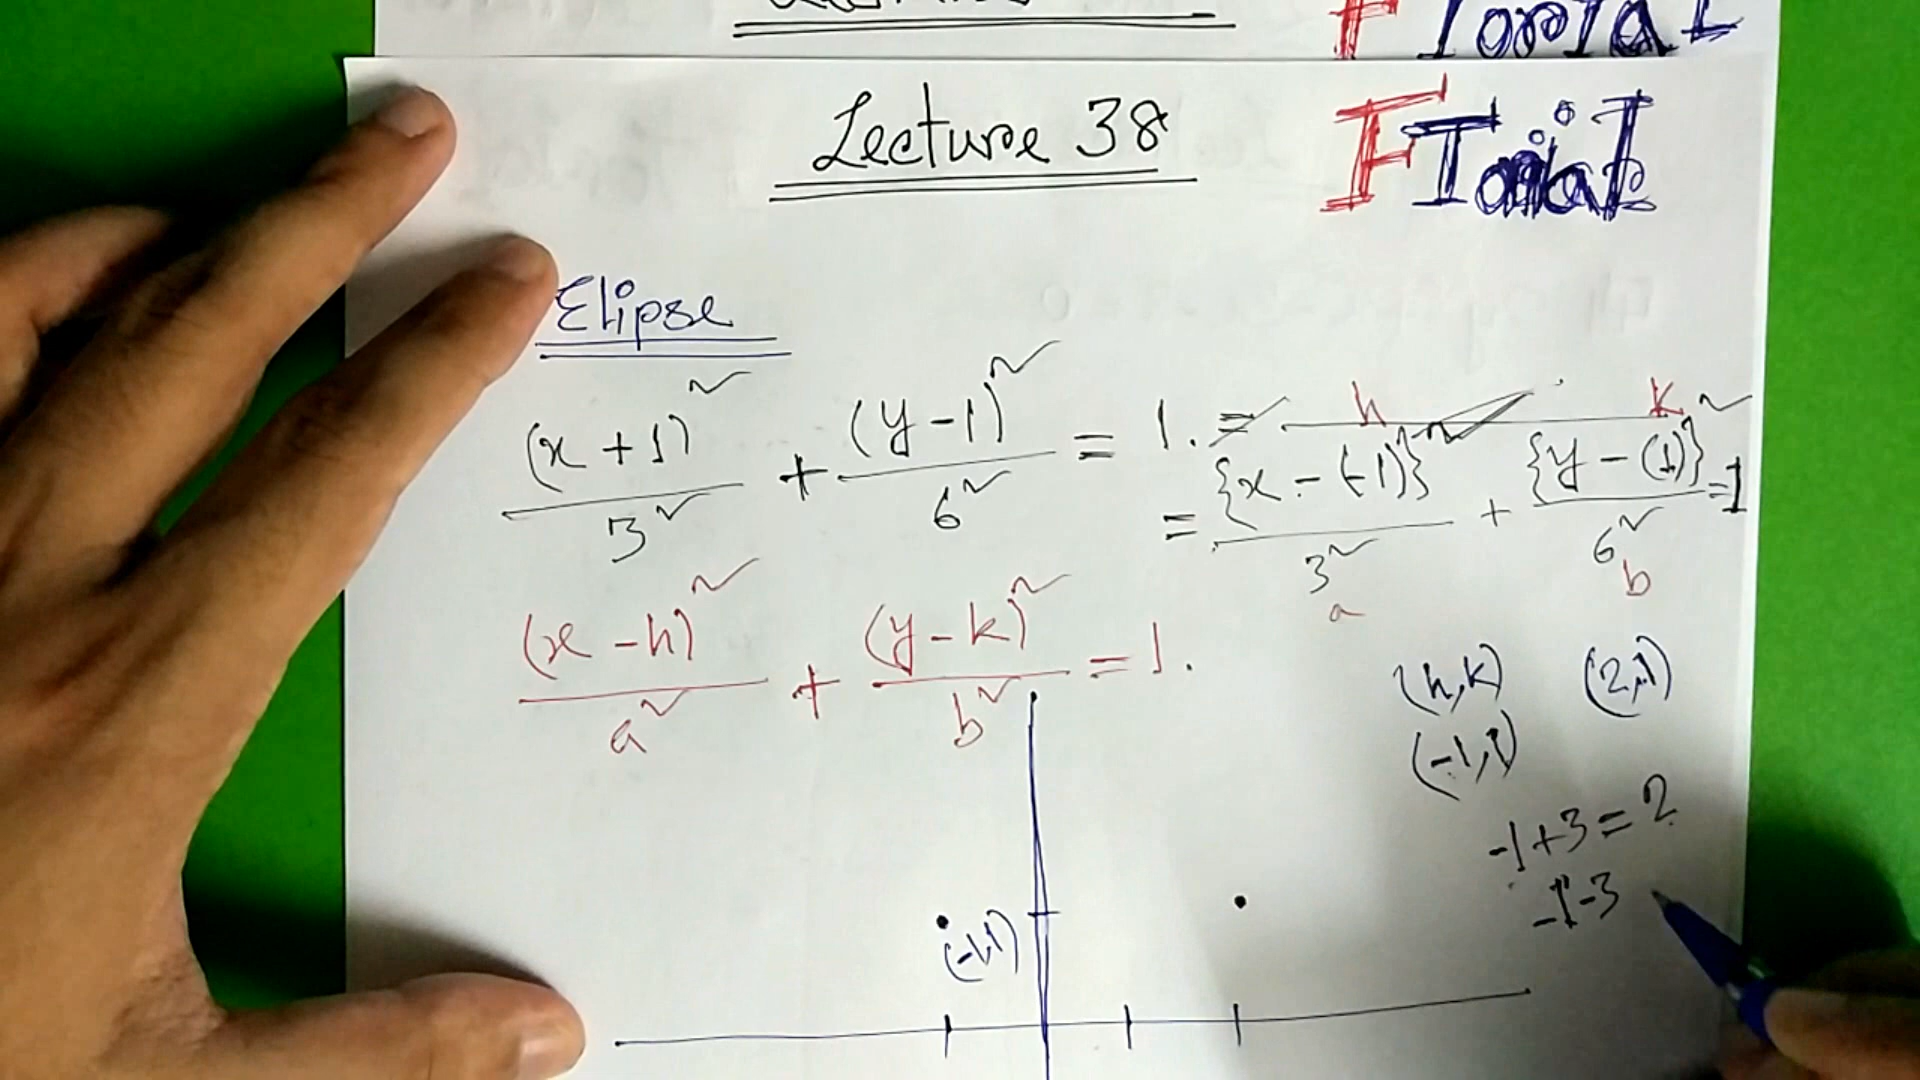 Lecture 38
Elipse
(x+1)²/3² + (y-1)²/6² = 1.
= {x-(-1)}²/3² + {y-(1)}²/6² = 1
h k
a b
(x-h)²/a² + (y-k)²/b² = 1.
(h,k) (2,1)
(-1,1)
-1+3=2
-1-3
(-1,1)